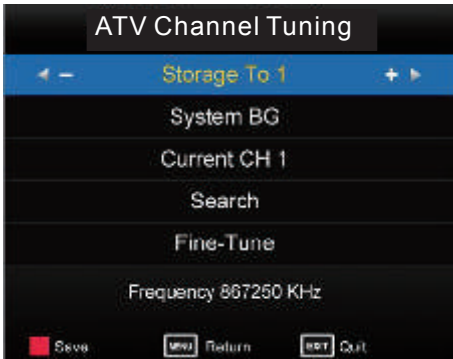 ATV Channel Tuning
− Storage To 1 +
System BG
Current CH 1
Search
Fine-Tune
Frequency 867250 KHz
Save MENU Return EXIT Quit